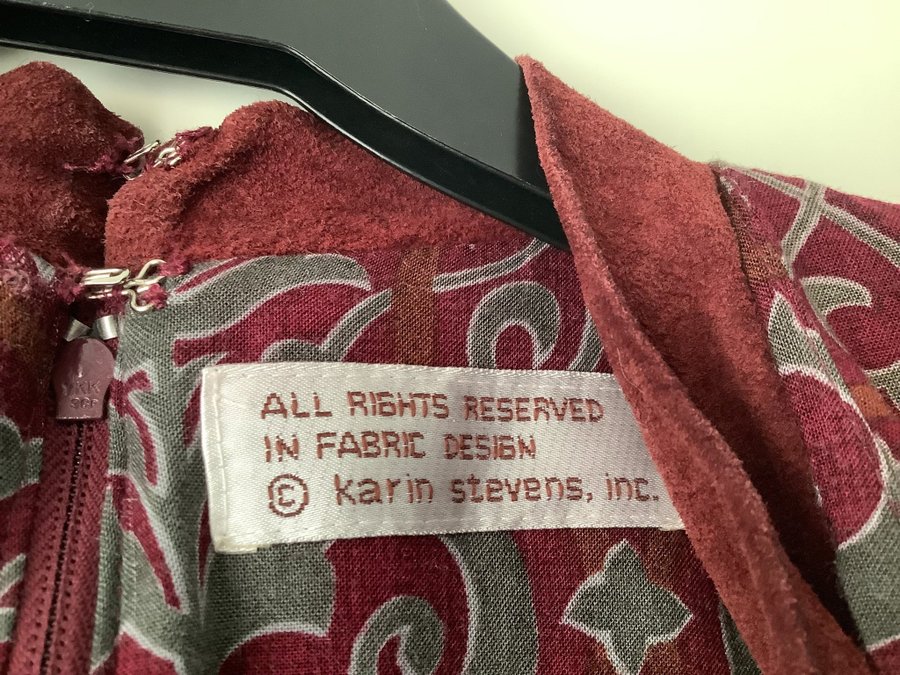 ALL RIGHTS RESERVED
IN FABRIC DESIGN
© karin stevens, inc.